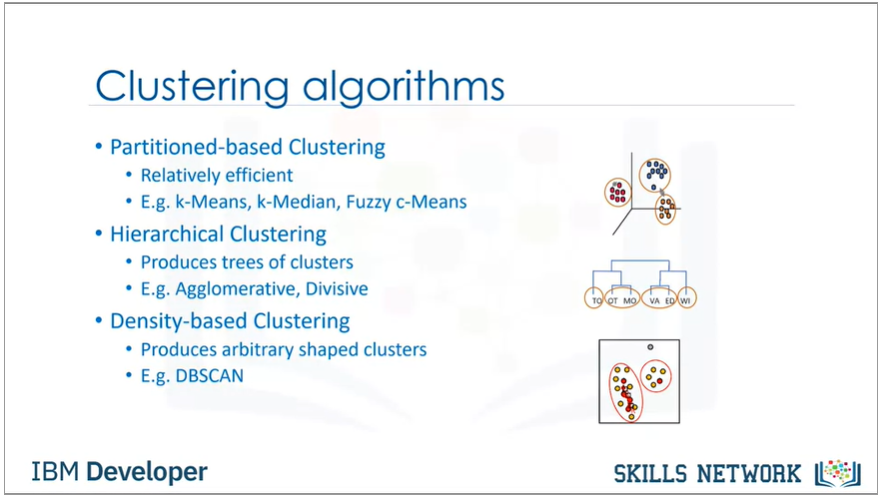 Clustering algorithms
• Partitioned-based Clustering
• Relatively efficient
• E.g. k-Means, k-Median, Fuzzy c-Means
• Hierarchical Clustering
• Produces trees of clusters
• E.g. Agglomerative, Divisive
TO OT MO VA ED WI
• Density-based Clustering
• Produces arbitrary shaped clusters
• E.g. DBSCAN
IBM Developer
SKILLS NETWORK